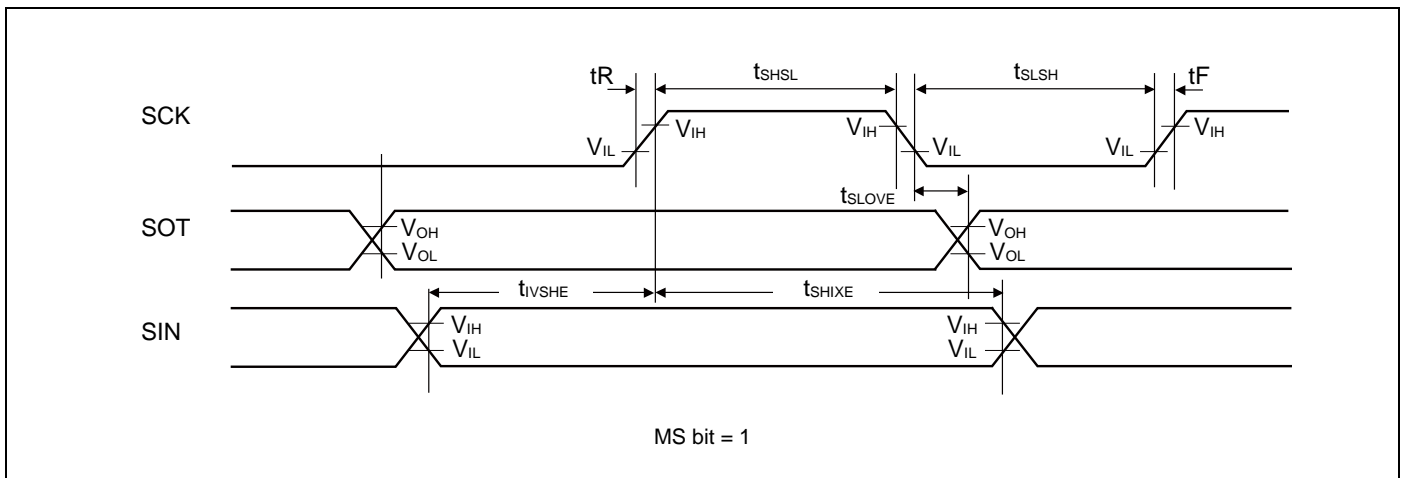 tR tSHSL tSLSH tF
SCK
VIH VIH VIH
VIL VIL VIL
tSLOVE
SOT
VOH VOH
VOL VOL
tIVSHE tSHIXE
SIN
VIH VIH
VIL VIL
MS bit = 1